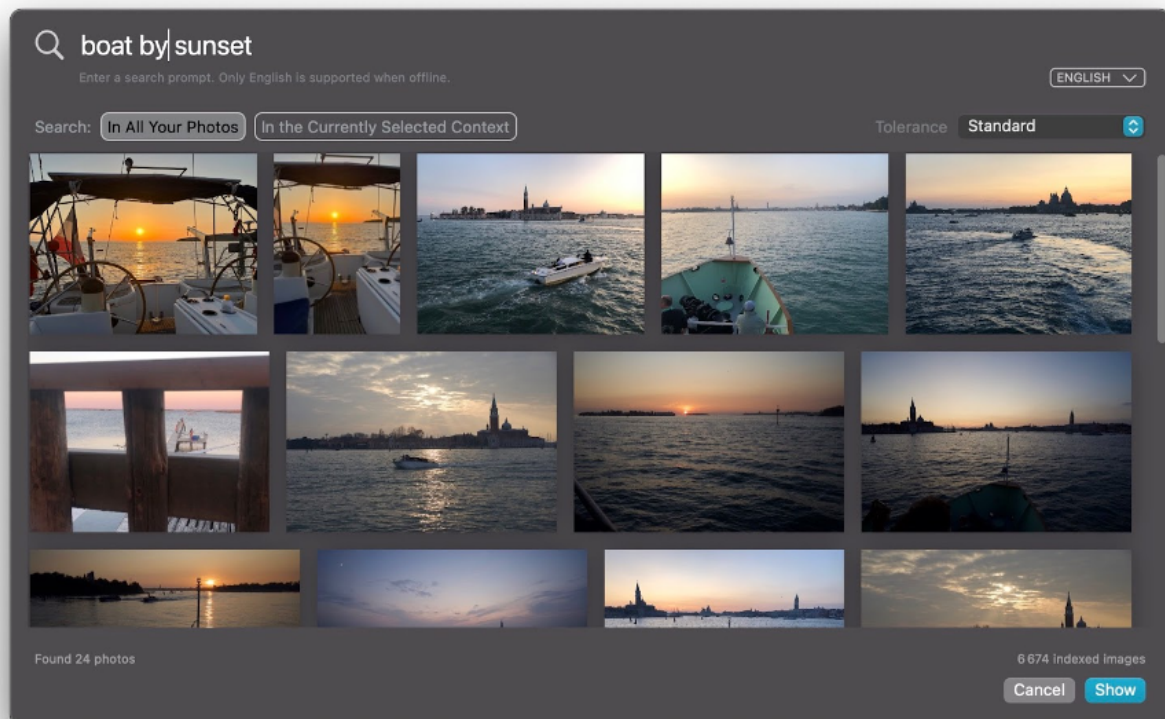 boat by sunset
Enter a search prompt. Only English is supported when offline.
ENGLISH
Search: In All Your Photos In the Currently Selected Context Tolerance Standard
Found 24 photos 6 674 indexed images
Cancel Show